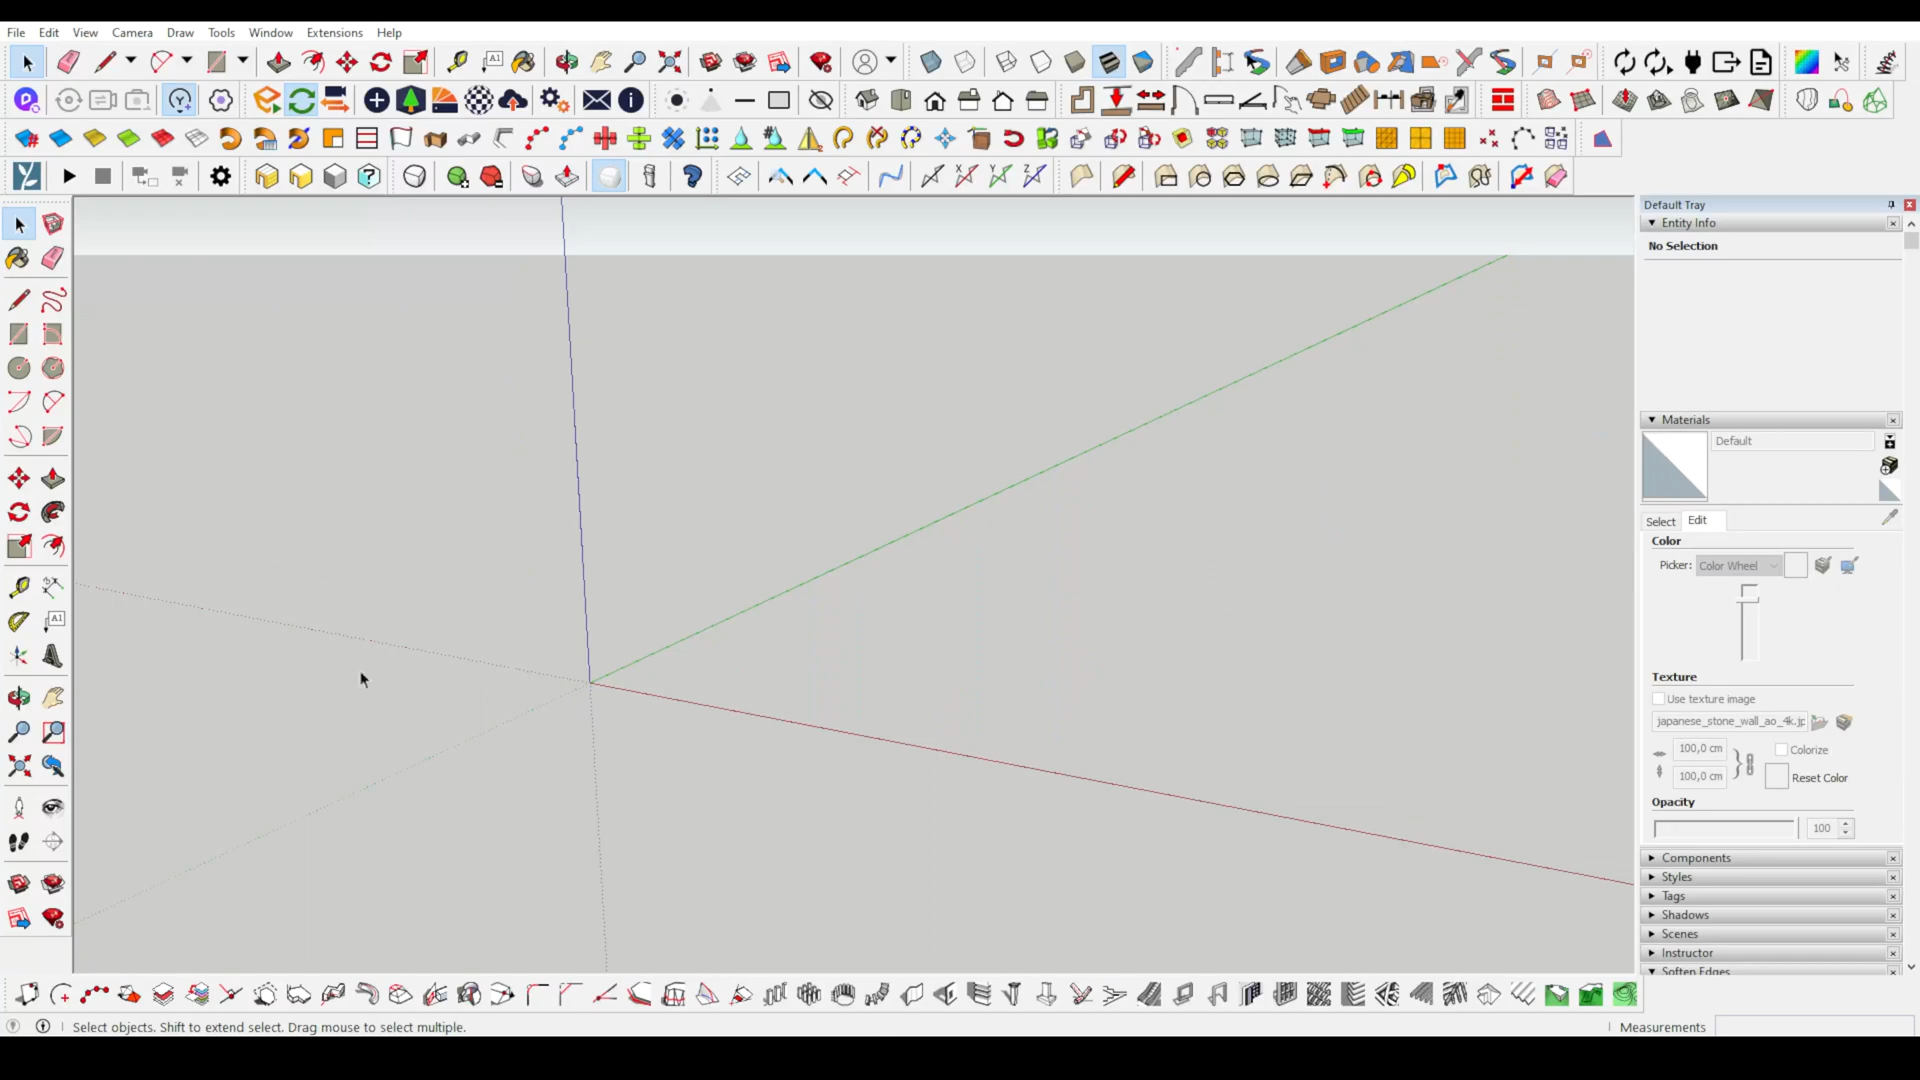 File Edit View Camera Draw Tools Window Extensions Help
Default Tray
Entity Info
No Selection
Materials
Default
Select Edit
Color
Picker: Color Wheel
Texture
Use texture image
japanese_stone_wall_ao_4k.jp
100,0 cm
Colorize
100,0 cm
Reset Color
Opacity
100
Components
Styles
Tags
Shadows
Scenes
Instructor
Soften Edges
Select objects. Shift to extend select. Drag mouse to select multiple.
Measurements